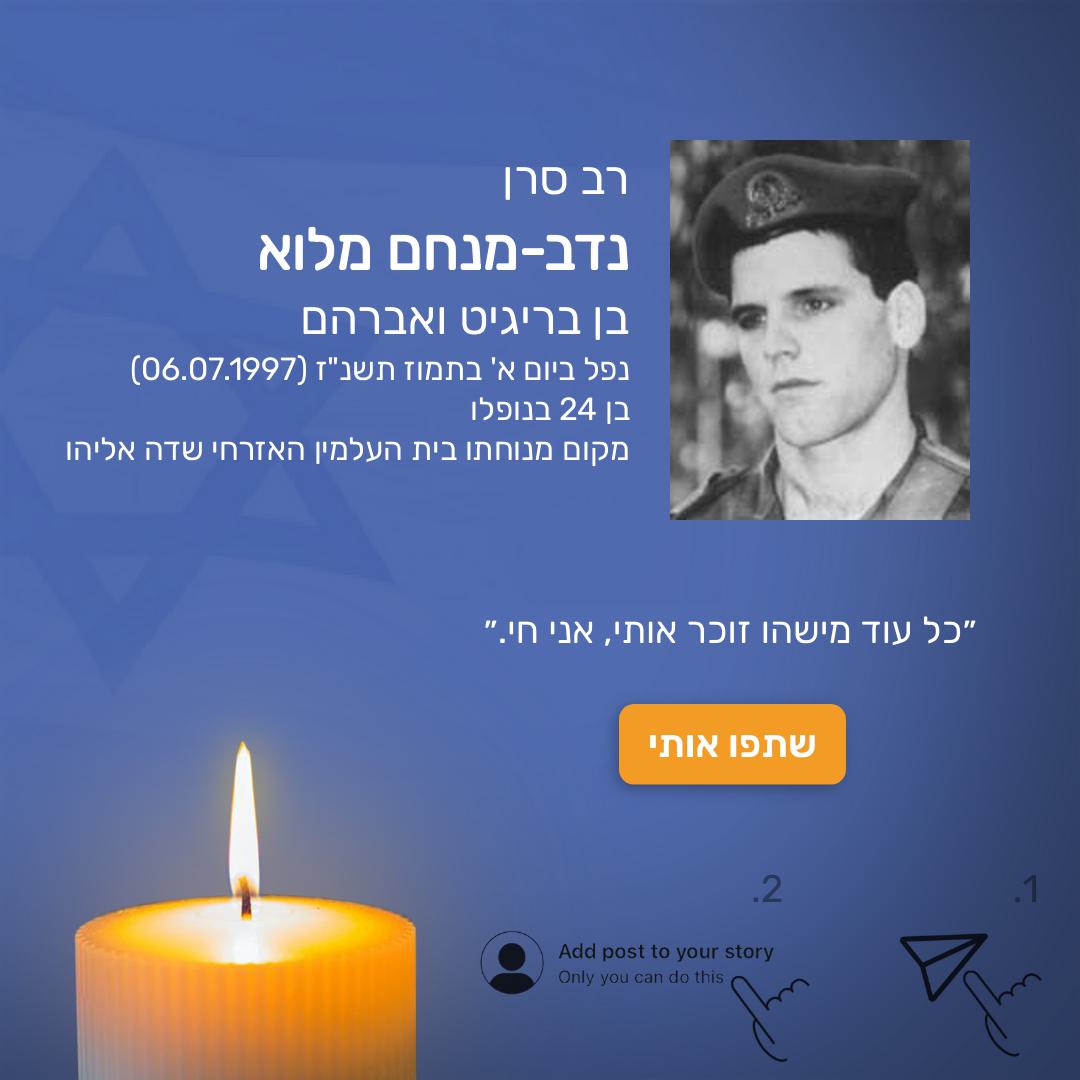 רב סרן
נדב-מנחם מלוא
בן בריגיט ואברהם
נפל ביום א' בתמוז תשנ"ז (06.07.1997)
בן 24 בנופלו
מקום מנוחתו בית העלמין האזרחי שדה אליהו
״כל עוד מישהו זוכר אותי, אני חי.״
שתפו אותי
.1
.2
Add post to your story
Only you can do this